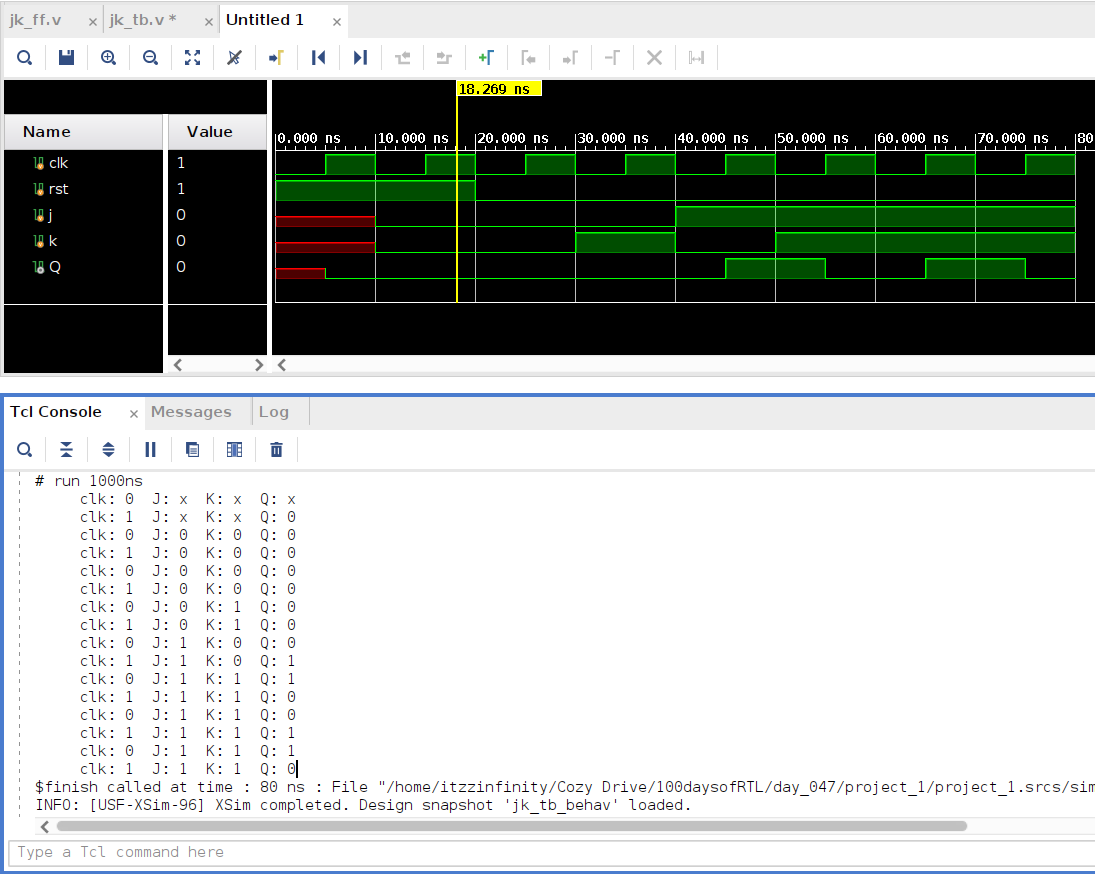 jk_ff.v × jk_tb.v * × Untitled 1 ×
18.269 ns
Name Value
0.000 ns 10.000 ns 20.000 ns 30.000 ns 40.000 ns 50.000 ns 60.000 ns 70.000 ns 80
clk 1
rst 1
j 0
k 0
Q 0
Tcl Console × Messages Log
# run 1000ns
clk: 0 J: x K: x Q: x
clk: 1 J: x K: x Q: 0
clk: 0 J: 0 K: 0 Q: 0
clk: 1 J: 0 K: 0 Q: 0
clk: 0 J: 0 K: 0 Q: 0
clk: 1 J: 0 K: 0 Q: 0
clk: 0 J: 0 K: 1 Q: 0
clk: 1 J: 0 K: 1 Q: 0
clk: 0 J: 1 K: 0 Q: 0
clk: 1 J: 1 K: 0 Q: 1
clk: 0 J: 1 K: 1 Q: 1
clk: 1 J: 1 K: 1 Q: 0
clk: 0 J: 1 K: 1 Q: 0
clk: 1 J: 1 K: 1 Q: 1
clk: 0 J: 1 K: 1 Q: 1
clk: 1 J: 1 K: 1 Q: 0
$finish called at time : 80 ns : File "/home/itzzinfinity/Cozy Drive/100daysofRTL/day_047/project_1/project_1.srcs/sim
INFO: [USF-XSim-96] XSim completed. Design snapshot 'jk_tb_behav' loaded.
Type a Tcl command here